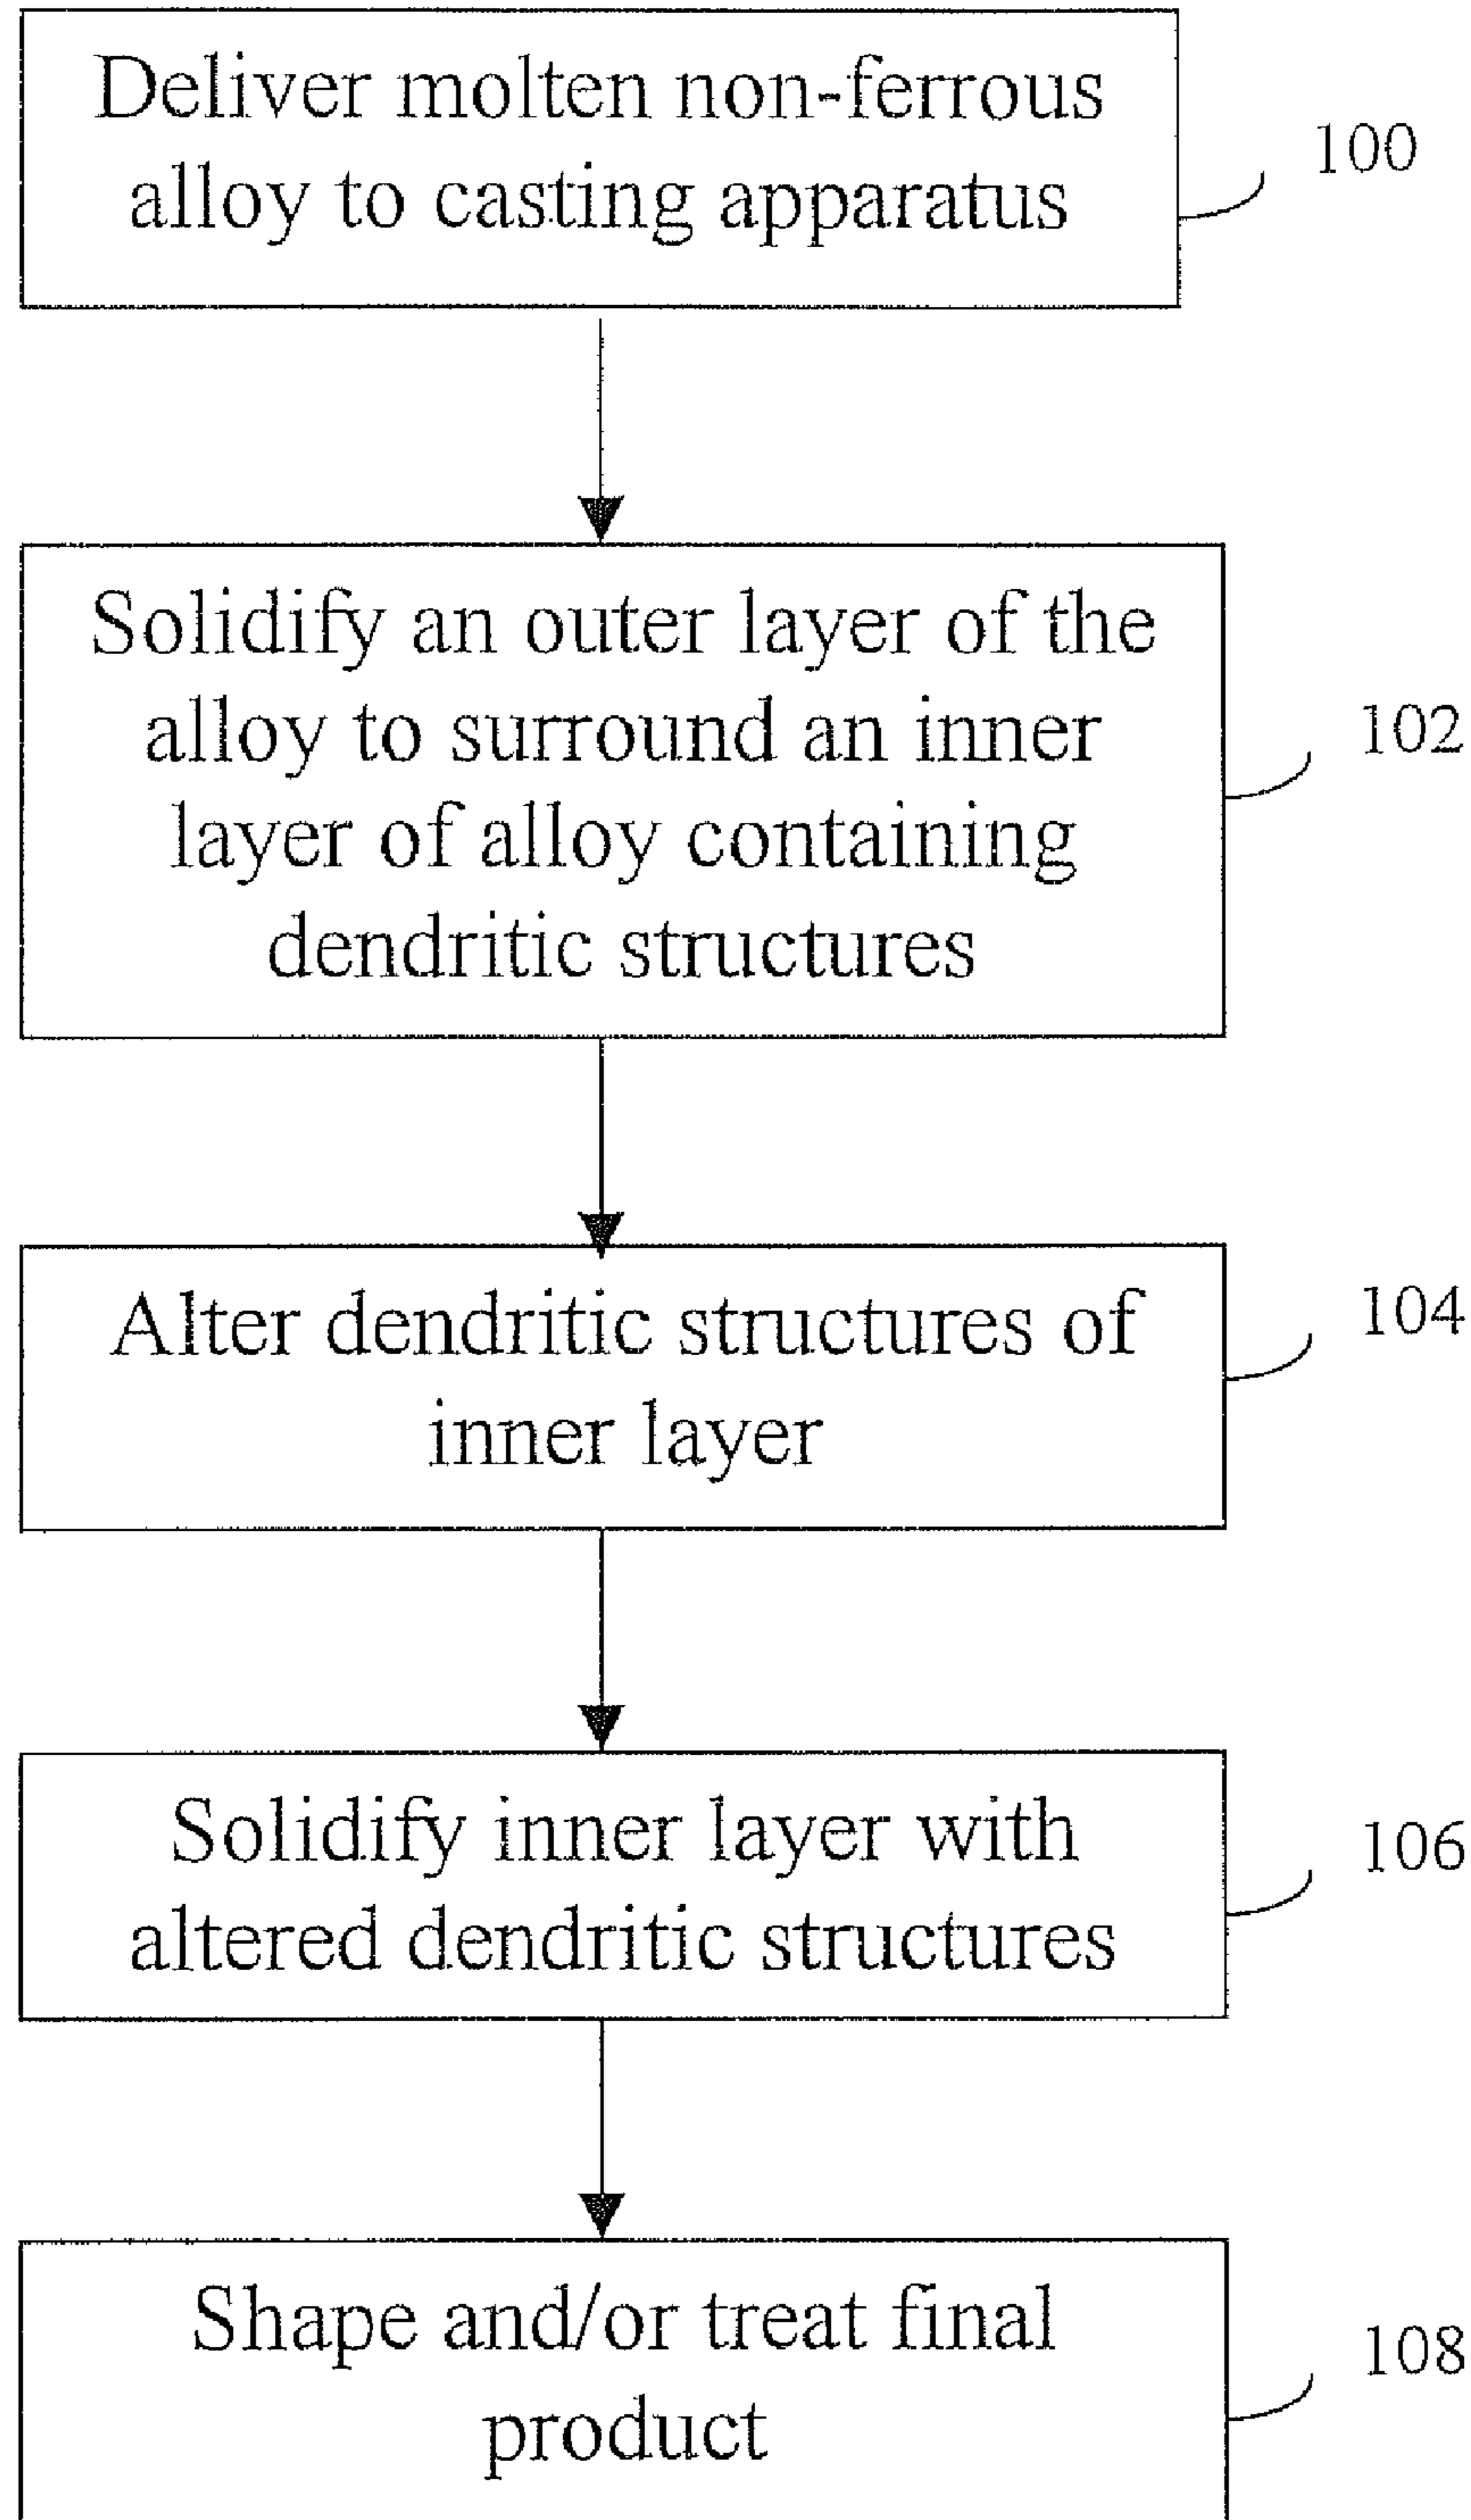 Deliver molten non-ferrous
alloy to casting apparatus
100
Solidify an outer layer of the
alloy to surround an inner
layer of alloy containing
dendritic structures
102
Alter dendritic structures of
inner layer
104
Solidify inner layer with
altered dendritic structures
106
Shape and/or treat final
product
108